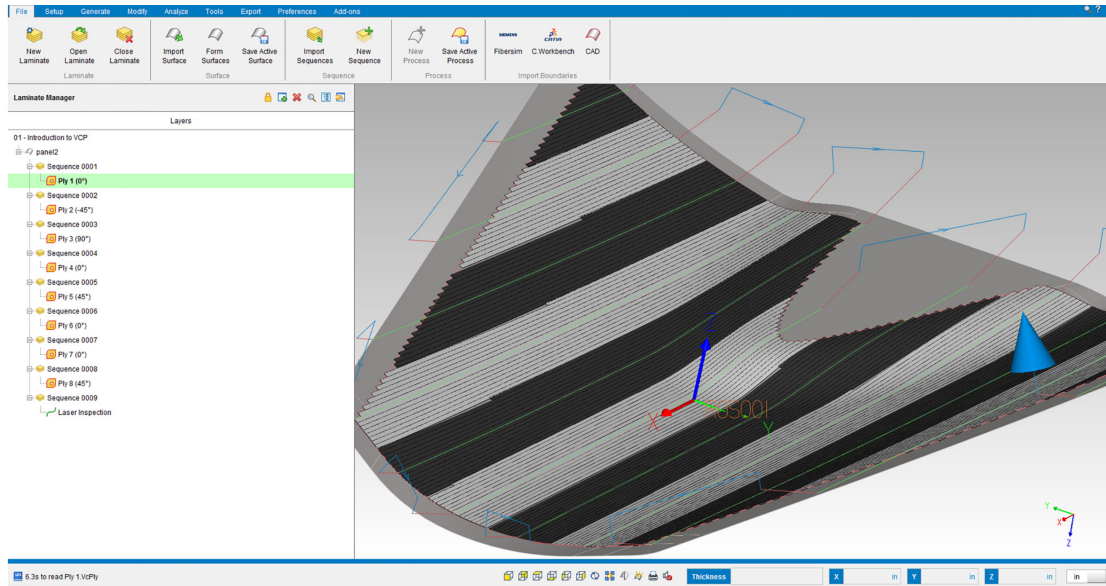 File Setup Generate Modify Analyze Tools Export Preferences Add-ons
?
New Laminate
Open Laminate
Close Laminate
Import Surface
Form Surfaces
Save Active Surface
Import Sequences
New Sequence
New Process
Save Active Process
SIEMENS
Fibersim
CATIA
C.Workbench
CAD
Laminate
Surface
Sequence
Process
Import Boundaries
Laminate Manager
Layers
01 - Introduction to VCP
panel2
Sequence 0001
Ply 1 (0°)
Sequence 0002
Ply 2 (-45°)
Sequence 0003
Ply 3 (90°)
Sequence 0004
Ply 4 (0°)
Sequence 0005
Ply 5 (45°)
Sequence 0006
Ply 6 (0°)
Sequence 0007
Ply 7 (0°)
Sequence 0008
Ply 8 (45°)
Sequence 0009
Laser Inspection
Z
X
Y
Y
X
Z
6.3s to read Ply 1.VcPly
Thickness
X in
Y in
Z in
in